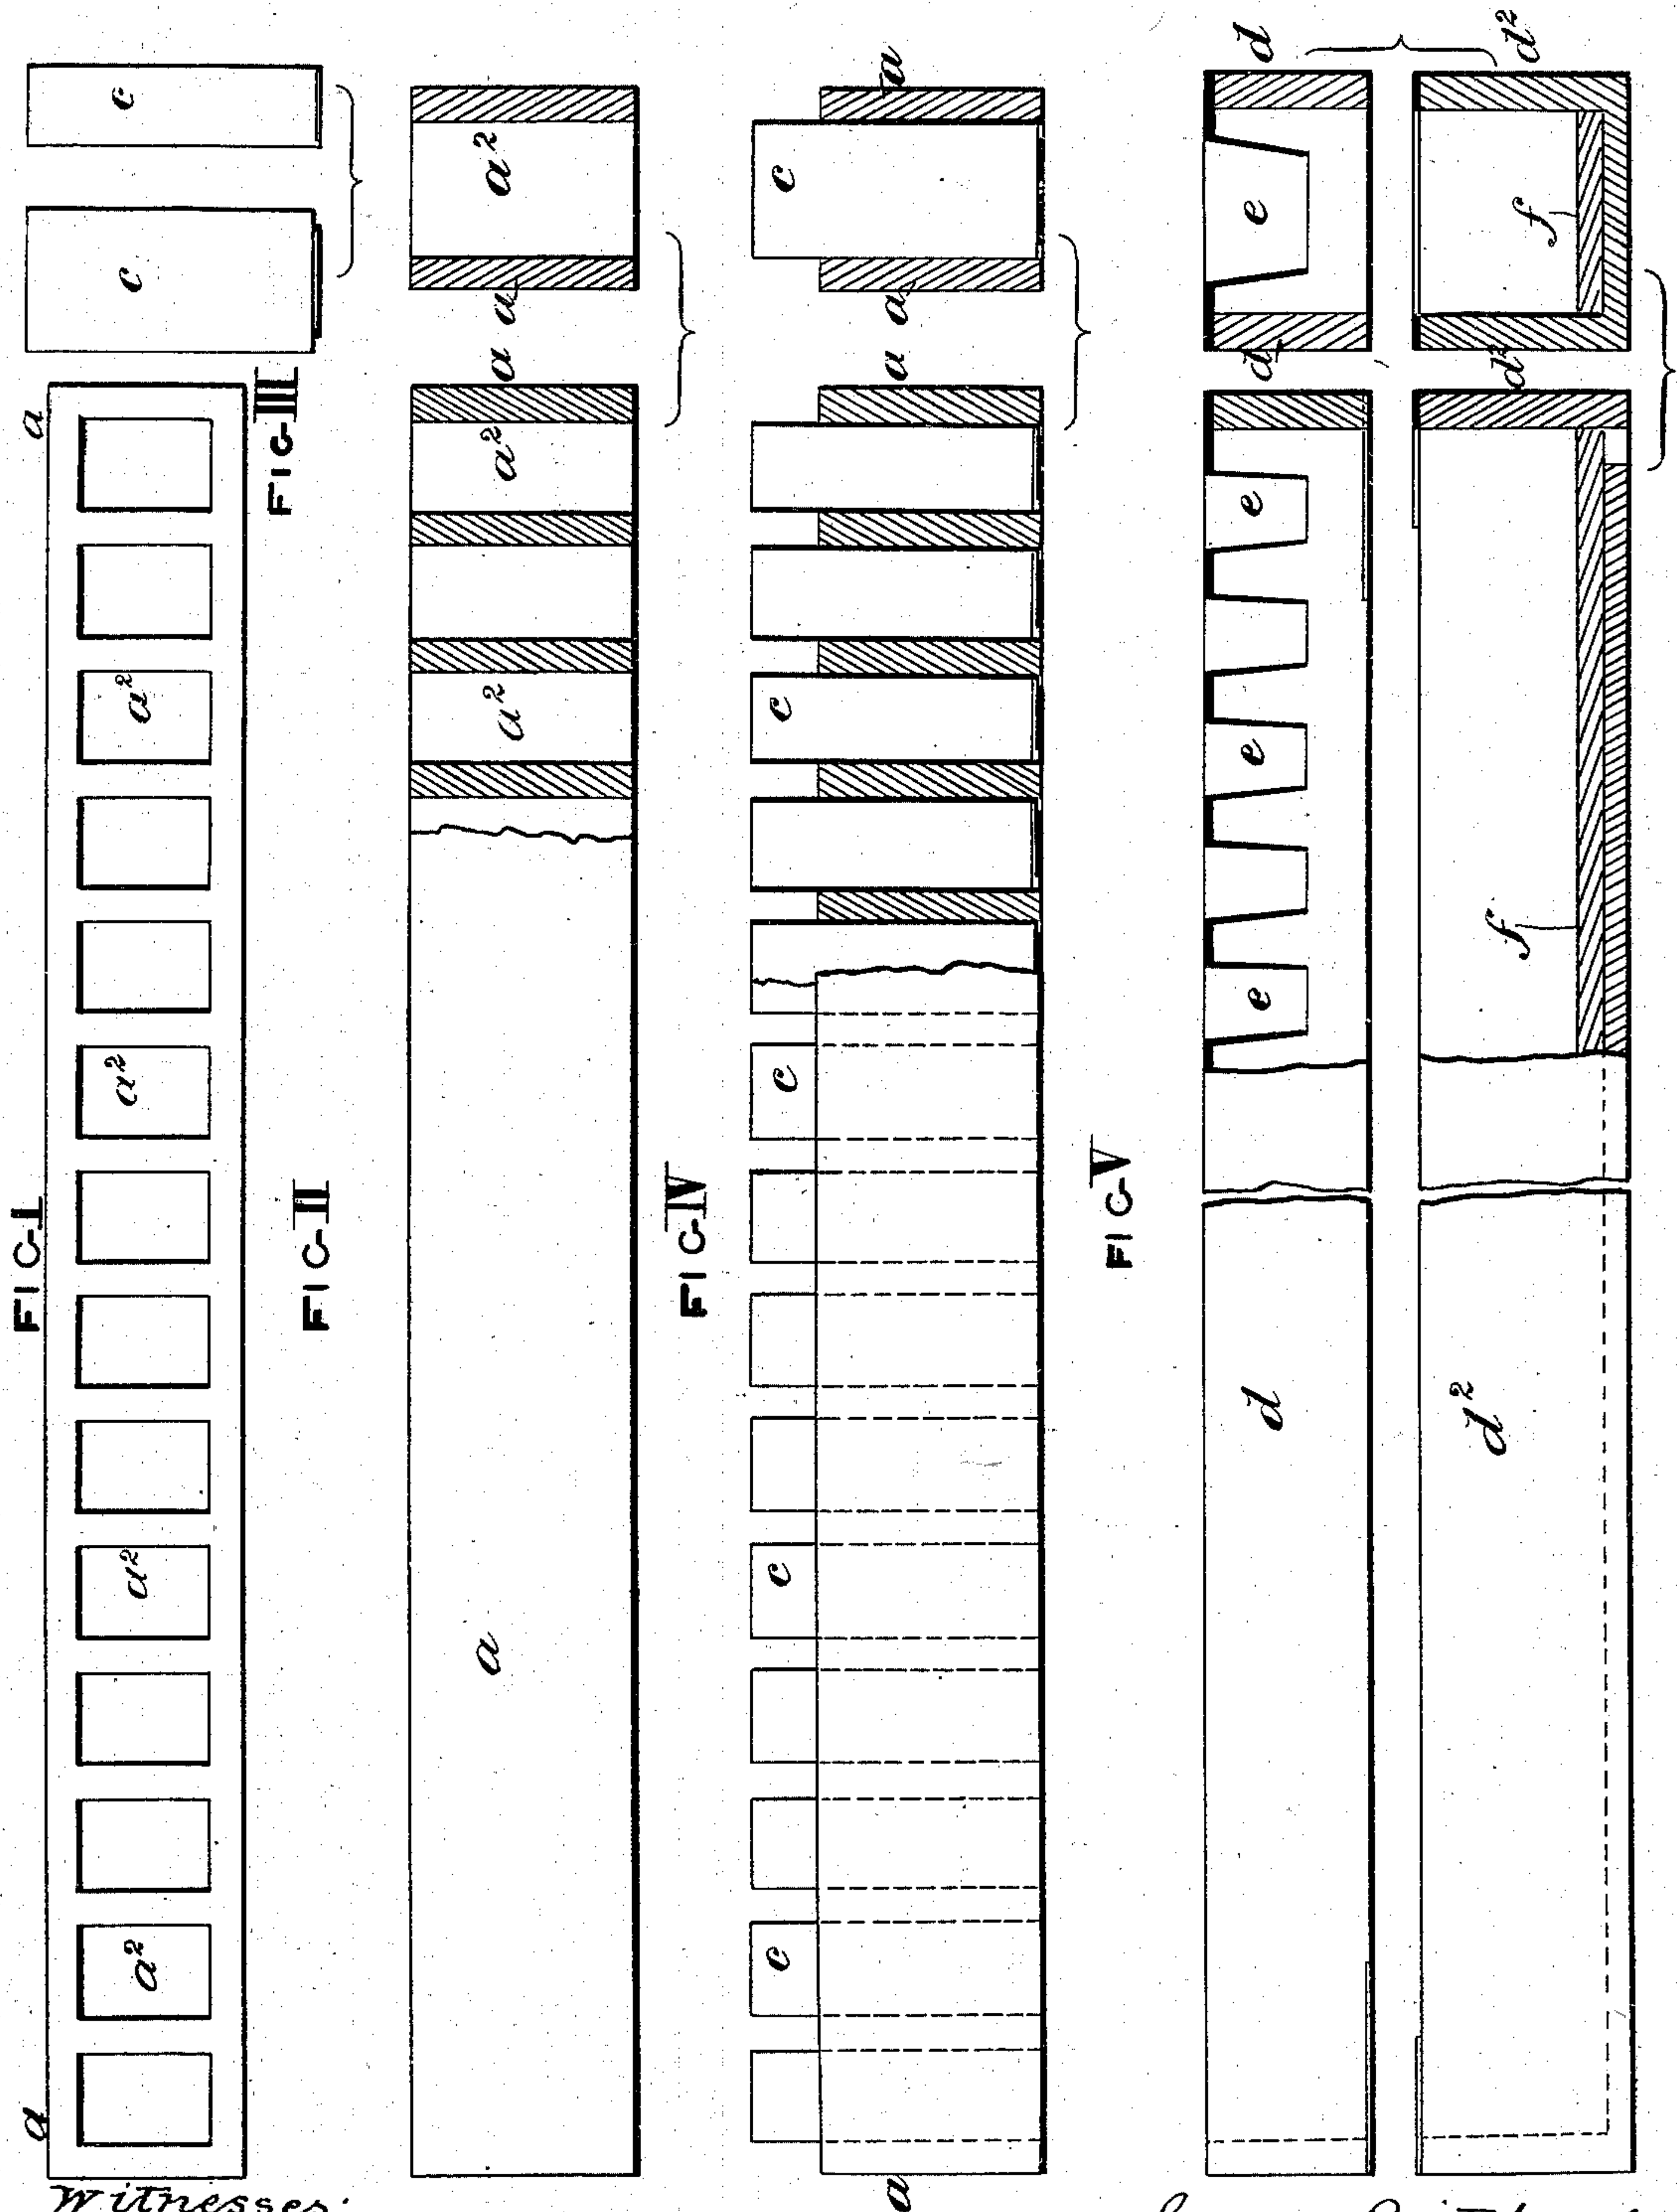 FIG-I
a
a
a²
a²
a²
a²
FIG-II
a
a²
a²
a
a
a²
FIG-III
c
c
FIG-IV
a
c
c
c
c
a
a
c
a
FIG-V
d
e
e
e
d
e
d
d²
f
d²
f
d²
Witnesses: